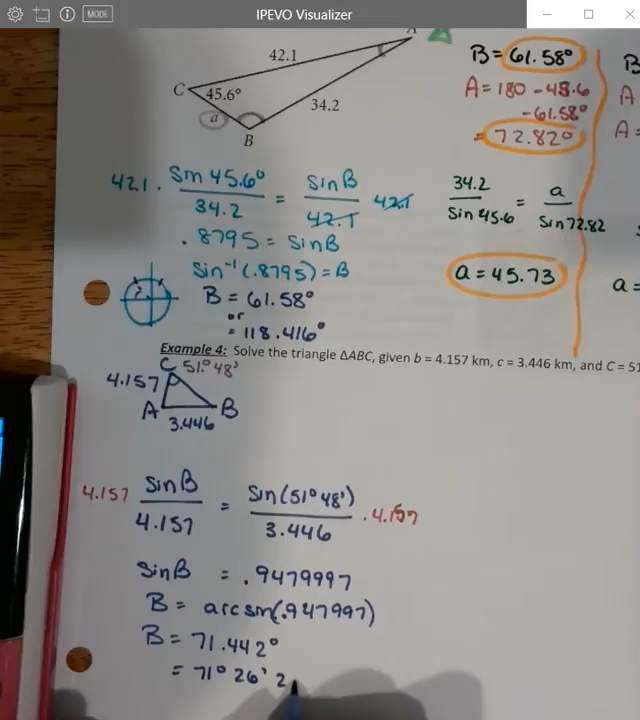 IPEVO Visualizer
MODE
A
42.1
C
45.6°
34.2
a
B
B = 61.58°
A = 180 - 48.6
-61.58°
= 72.82°
B
A
A =
42.1 . Sin 45.6° / 34.2 = Sin B / 42.1 42.1
.8795 = Sin B
sin⁻¹(.8795) = B
B = 61.58°
or
= 118.416°
34.2 / Sin 45.6 = a / Sin 72.82
a = 45.73
a =
Example 4: Solve the triangle ΔABC, given b = 4.157 km, c = 3.446 km, and C = 51
C 51° 48'
4.157
A
B
3.446
4.157 Sin B / 4.157 = Sin(51° 48') / 3.446 . 4.157
sin B = .9479997
B = arcsin(.947997)
B = 71.442°
= 71° 26' 2